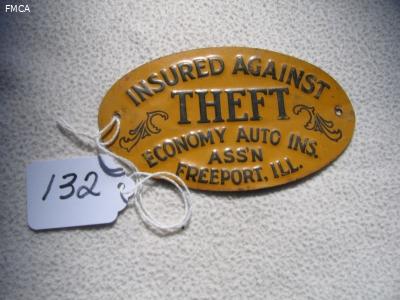 FMCA
INSURED AGAINST
THEFT
ECONOMY AUTO INS.
ASS'N
FREEPORT, ILL.
132